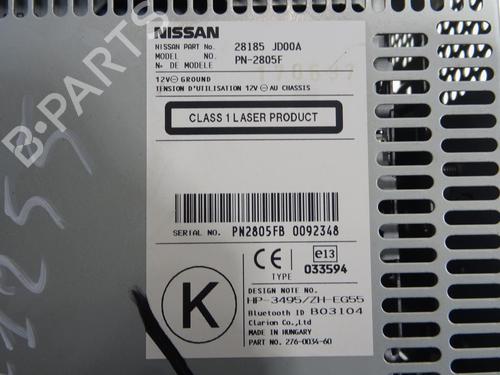 NISSAN
NISSAN PART No. 28185 JD00A
MODEL NO. PN-2805F
No DE MODELE
12V⊖GROUND
TENSION D'UTILISATION 12V⊖AU CHASSIS
CLASS 1 LASER PRODUCT
SERIAL NO. PN2805FB 0092348
CE
e13
TYPE 033594
K
DESIGN NOTE NO.
HP-3495/ZH-EG55
Bluetooth ID B03104
Clarion Co.,Ltd
MADE IN HUNGARY
PART NO. 276-0034-60
B-PARTS